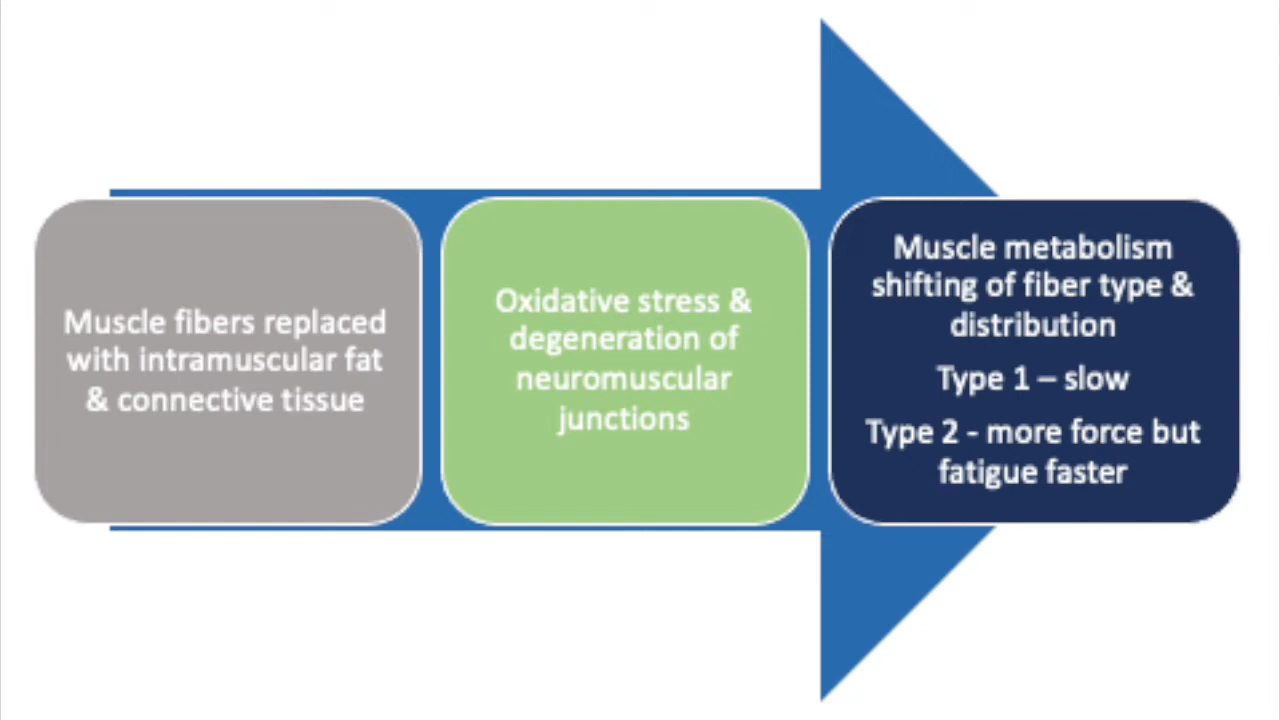 Muscle fibers replaced
with intramuscular fat
& connective tissue
Oxidative stress &
degeneration of
neuromuscular
junctions
Muscle metabolism
shifting of fiber type &
distribution
Type 1 – slow
Type 2 - more force but
fatigue faster